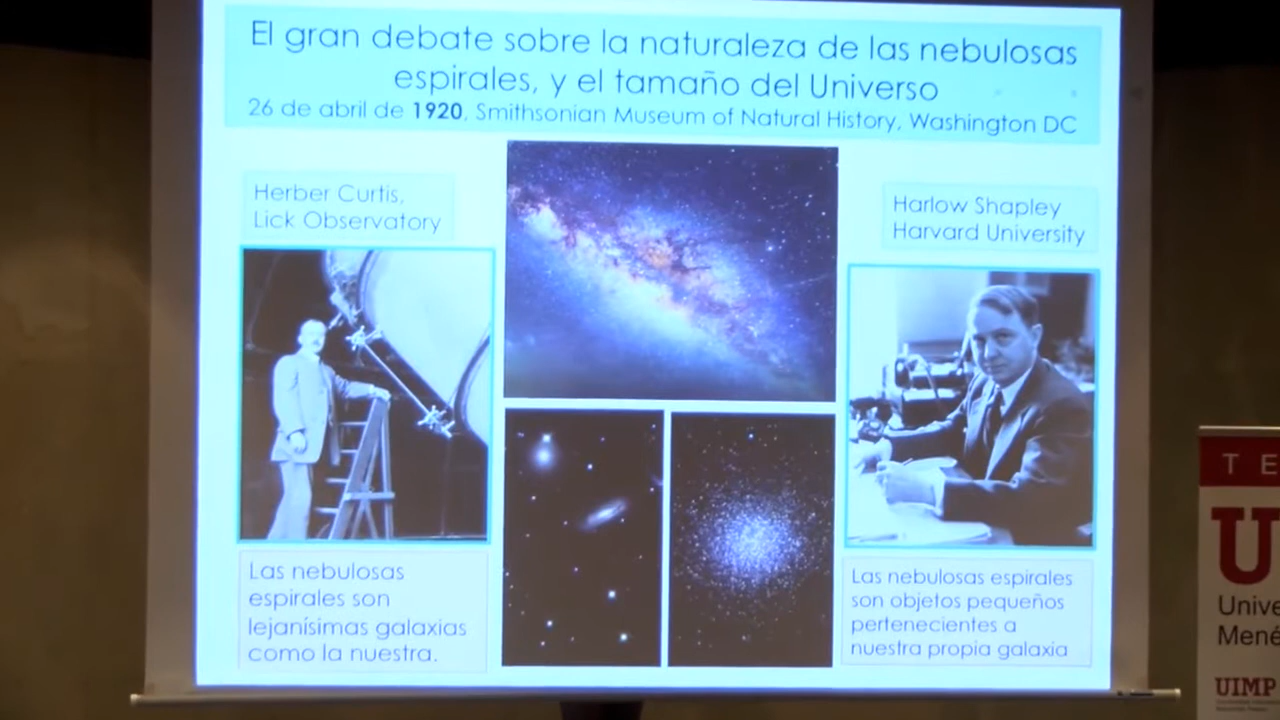 El gran debate sobre la naturaleza de las nebulosas
espirales, y el tamaño del Universo
26 de abril de 1920, Smithsonian Museum of Natural History, Washington DC
Herber Curtis,
Lick Observatory
Harlow Shapley
Harvard University
Las nebulosas
espirales son
lejanísimas galaxias
como la nuestra.
Las nebulosas espirales
son objetos pequeños
pertenecientes a
nuestra propia galaxia
T E
U
Unive
Mené
UIMP